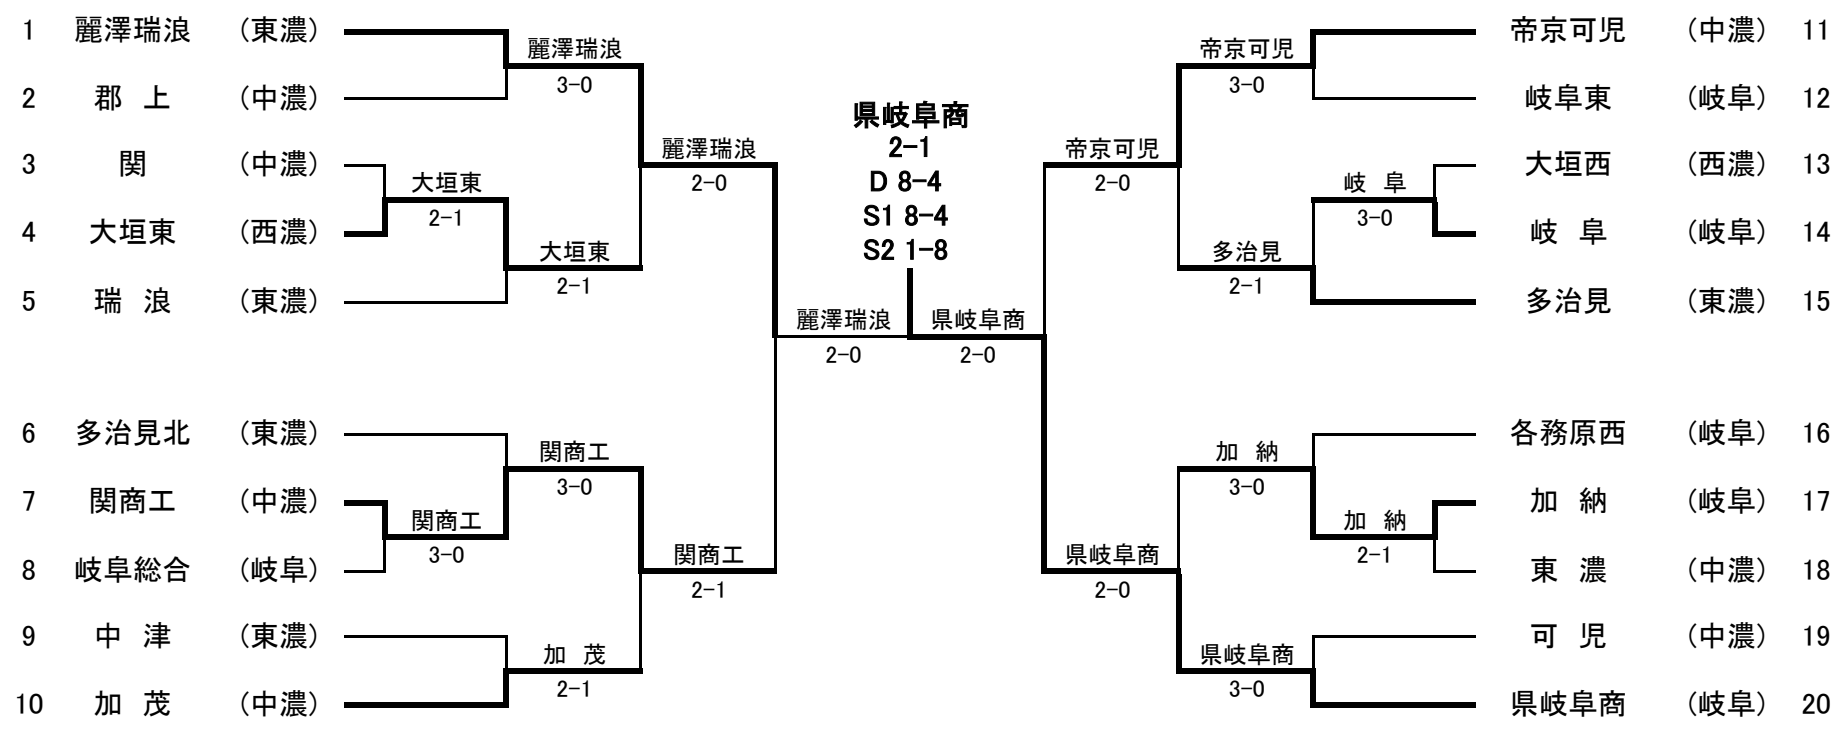 1 麗澤瑞浪 （東濃）
2 郡 上 （中濃）
3 関 （中濃）
4 大垣東 （西濃）
5 瑞 浪 （東濃）
6 多治見北 （東濃）
7 関商工 （中濃）
8 岐阜総合 （岐阜）
9 中 津 （東濃）
10 加 茂 （中濃）
大垣東
2-1
関商工
3-0
麗澤瑞浪
3-0
大垣東
2-1
関商工
3-0
加 茂
2-1
麗澤瑞浪
2-0
関商工
2-1
麗澤瑞浪
2-0
県岐阜商
2-1
D 8-4
S1 8-4
S2 1-8
県岐阜商
2-0
帝京可児
2-0
県岐阜商
2-0
帝京可児
3-0
多治見
2-1
加 納
3-0
県岐阜商
3-0
岐 阜
3-0
加 納
2-1
帝京可児 （中濃） 11
岐阜東 （岐阜） 12
大垣西 （西濃） 13
岐 阜 （岐阜） 14
多治見 （東濃） 15
各務原西 （岐阜） 16
加 納 （岐阜） 17
東 濃 （中濃） 18
可 児 （中濃） 19
県岐阜商 （岐阜） 20